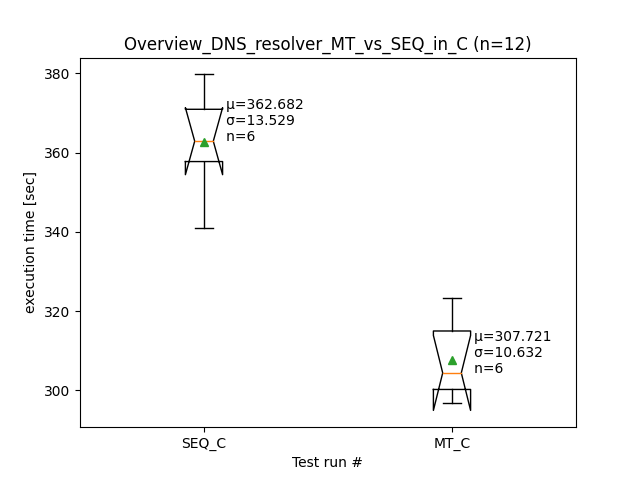 Overview_DNS_resolver_MT_vs_SEQ_in_C (n=12)
380
360
340
320
300
execution time [sec]
μ=362.682
σ=13.529
n=6
μ=307.721
σ=10.632
n=6
SEQ_C
MT_C
Test run #